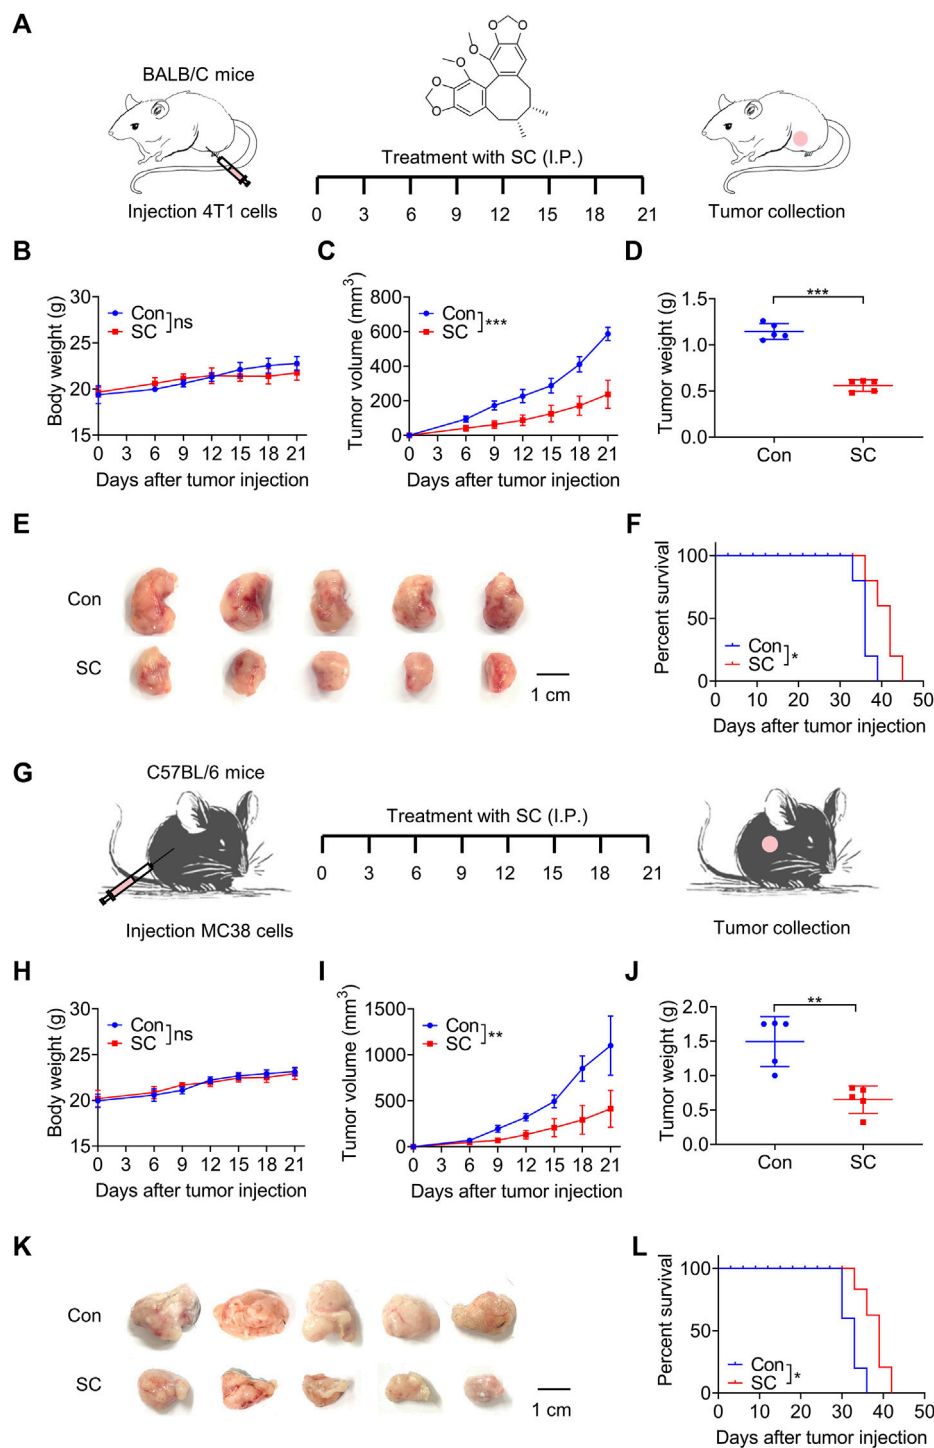 A
BALB/C mice
O O
O
O
O
O
Treatment with SC (I.P.)
0 3 6 9 12 15 18 21
Injection 4T1 cells
Tumor collection
B
Body weight (g)
30
25
20
15
Con
SC
ns
0 3 6 9 12 15 18 21
Days after tumor injection
C
Tumor volume (mm3)
800
600
400
200
0
Con
SC
***
0 3 6 9 12 15 18 21
Days after tumor injection
D
Tumor weight (g)
1.5
1.0
0.5
0.0
***
Con SC
E
Con
SC
1 cm
F
Percent survival
100
50
0
Con
SC
*
0 10 20 30 40 50
Days after tumor injection
G
C57BL/6 mice
Treatment with SC (I.P.)
0 3 6 9 12 15 18 21
Injection MC38 cells
Tumor collection
H
Body weight (g)
30
25
20
15
Con
SC
ns
0 3 6 9 12 15 18 21
Days after tumor injection
I
Tumor volume (mm3)
1500
1000
500
0
Con
SC
**
0 3 6 9 12 15 18 21
Days after tumor injection
J
Tumor weight (g)
2.0
1.5
1.0
0.5
0.0
**
Con SC
K
Con
SC
1 cm
L
Percent survival
100
50
0
Con
SC
*
0 10 20 30 40 50
Days after tumor injection